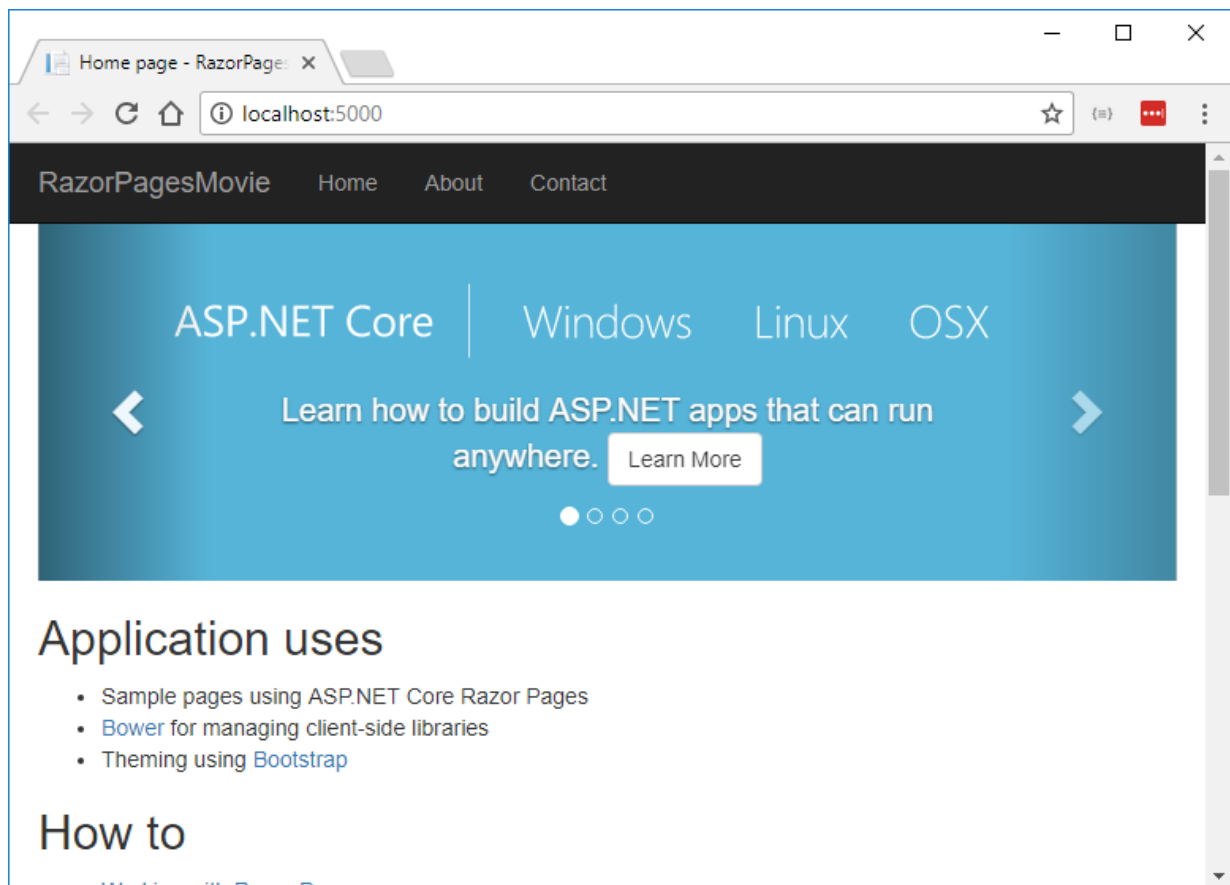 Home page - RazorPage
localhost:5000
RazorPagesMovie Home About Contact
ASP.NET Core Windows Linux OSX
Learn how to build ASP.NET apps that can run
anywhere. Learn More
Application uses
Sample pages using ASP.NET Core Razor Pages
Bower for managing client-side libraries
Theming using Bootstrap
How to